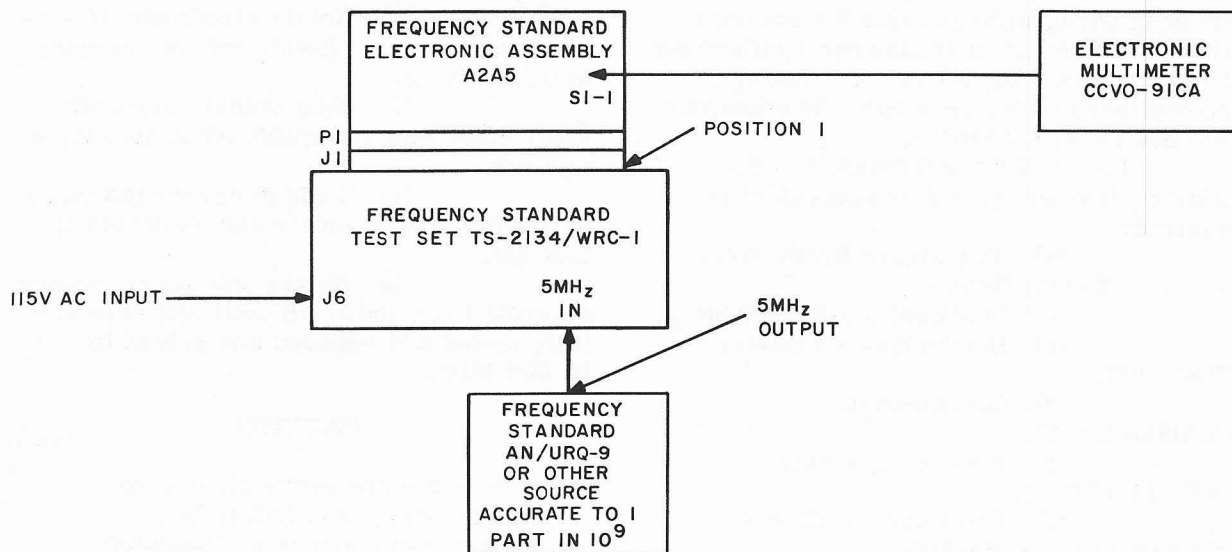 FREQUENCY STANDARD
ELECTRONIC ASSEMBLY
A2A5
S1-1
ELECTRONIC
MULTIMETER
CCVO-91CA
P1
J1
POSITION 1
FREQUENCY STANDARD
TEST SET TS-2134/WRC-1
115V AC INPUT
J6
5MHz
IN
5MHz
OUTPUT
FREQUENCY
STANDARD
AN/URQ-9
OR OTHER
SOURCE
ACCURATE TO 1
PART IN 10⁹